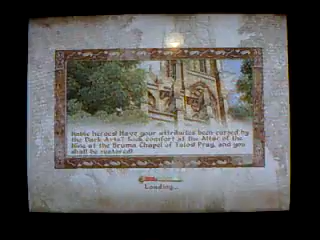 Noble heroes! Have your attributes been cursed by
the Dark Arts? Seek comfort at the Altar of the
Nine at the Bruma Chapel of Talos! Pray, and you
shall be restored!
Loading...